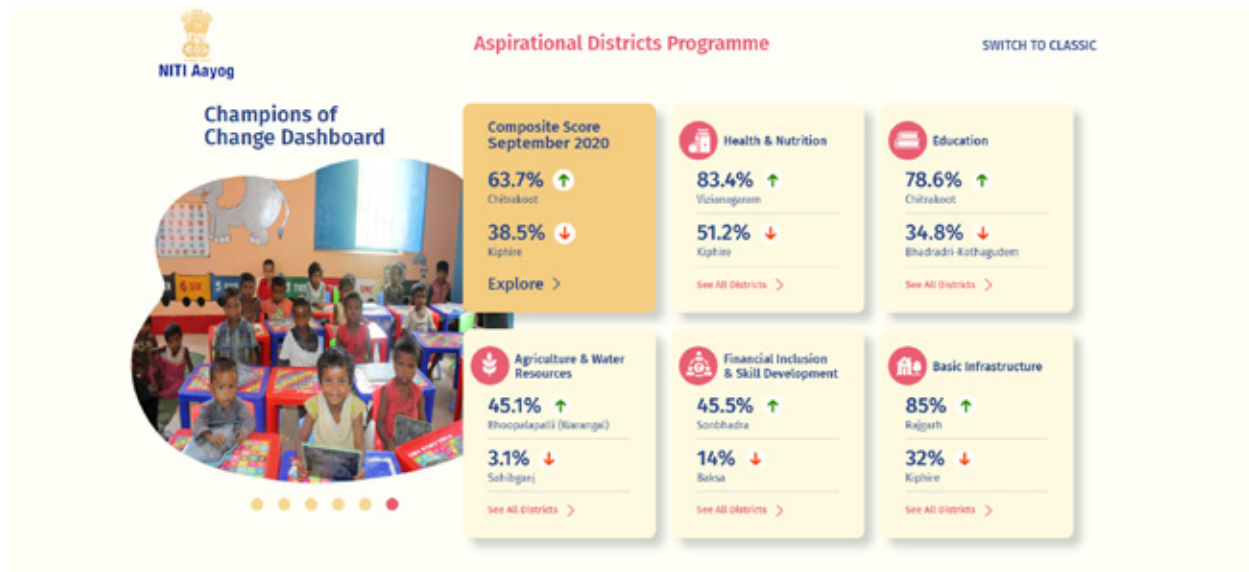 NITI Aayog
Aspirational Districts Programme
SWITCH TO CLASSIC
Champions of
Change Dashboard
Composite Score
September 2020
63.7%
Chitrakoot
38.5%
Kiphire
Explore >
Health & Nutrition
83.4%
Vizianagaram
51.2%
Kiphire
See All Districts >
Education
78.6%
Chitrakoot
34.8%
Bhadradri-Kothagudem
See All Districts >
Agriculture & Water
Resources
45.1%
Bhoopalapalli (Warangal)
3.1%
Sahibganj
See All Districts >
Financial Inclusion
& Skill Development
45.5%
Sonbhadra
14%
Baksa
See All Districts >
Basic Infrastructure
85%
Rajgarh
32%
Kiphire
See All Districts >